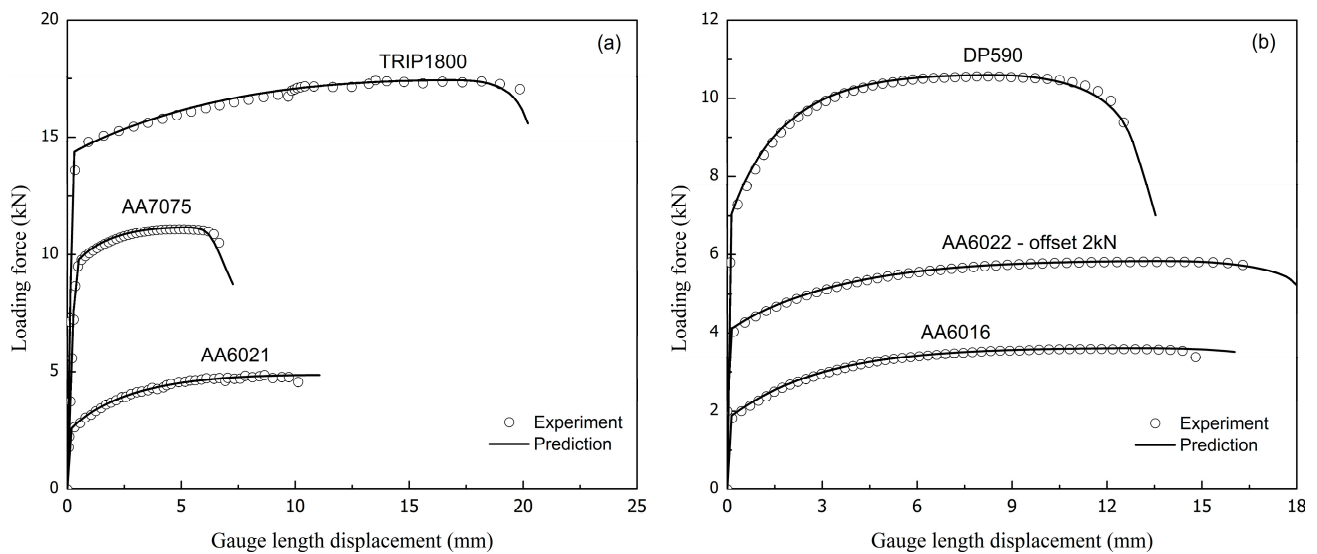 (a)
TRIP1800
AA7075
AA6021
Experiment
Prediction
20
15
10
5
0
0 5 10 15 20 25
Loading force (kN)
Gauge length displacement (mm)
(b)
DP590
AA6022 - offset 2kN
AA6016
Experiment
Prediction
12
10
8
6
4
2
0
0 3 6 9 12 15 18
Loading force (kN)
Gauge length displacement (mm)